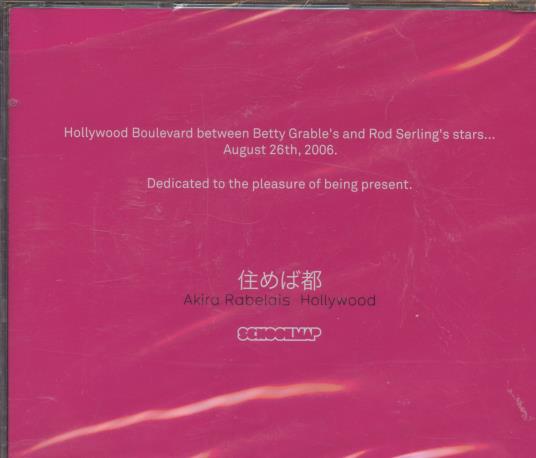 Hollywood Boulevard between Betty Grable's and Rod Serling's stars...
August 26th, 2006.
Dedicated to the pleasure of being present.
住めば都
Akira Rabelais Hollywood
SCHOOLMAP